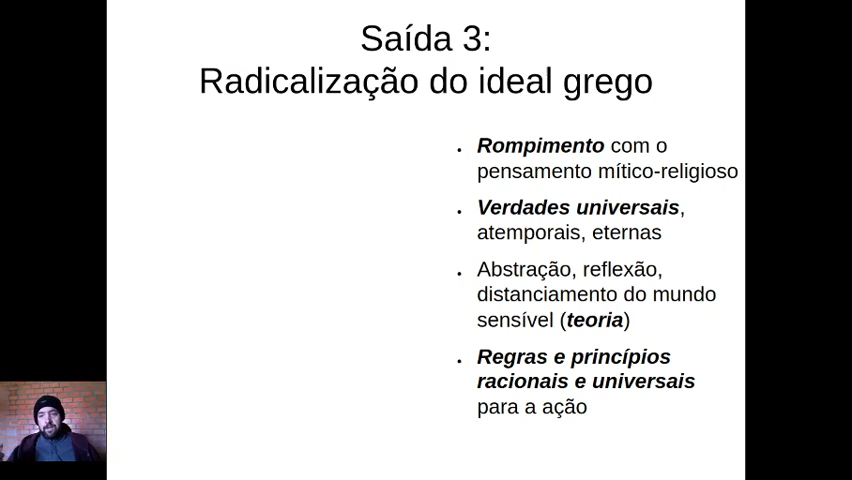 Saída 3:
Radicalização do ideal grego
• Rompimento com o
pensamento mítico-religioso
• Verdades universais,
atemporais, eternas
• Abstração, reflexão,
distanciamento do mundo
sensível (teoria)
• Regras e princípios
racionais e universais
para a ação